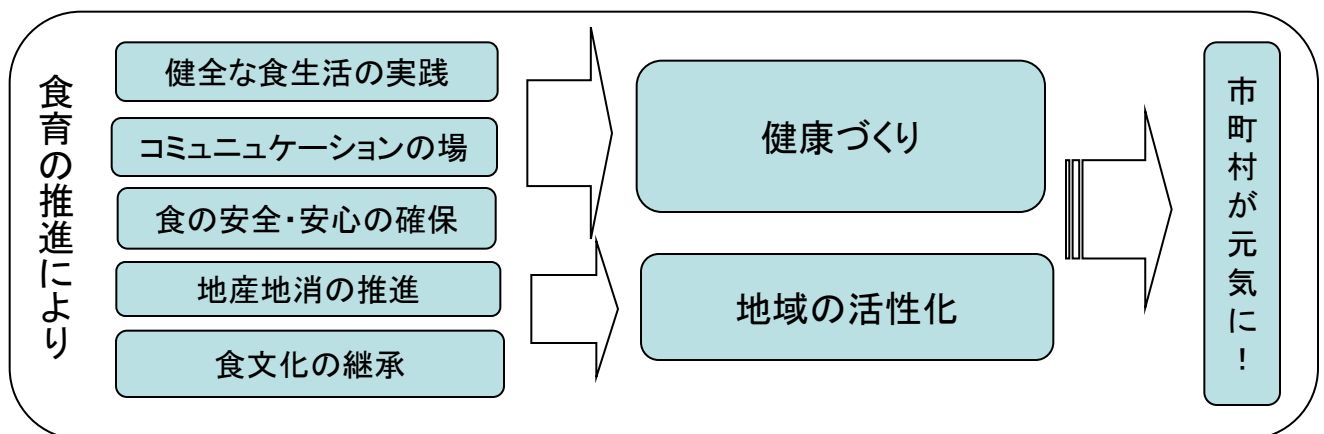 食育の推進により
健全な食生活の実践
コミュニュケーションの場
食の安全・安心の確保
地産地消の推進
食文化の継承
健康づくり
地域の活性化
市町村が元気に！